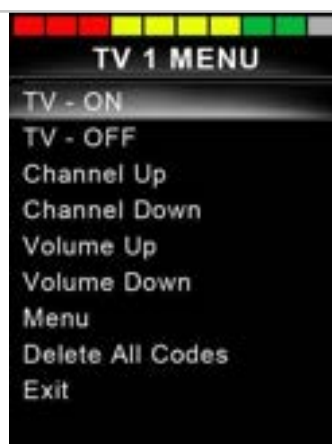 TV 1 MENU
TV - ON
TV - OFF
Channel Up
Channel Down
Volume Up
Volume Down
Menu
Delete All Codes
Exit